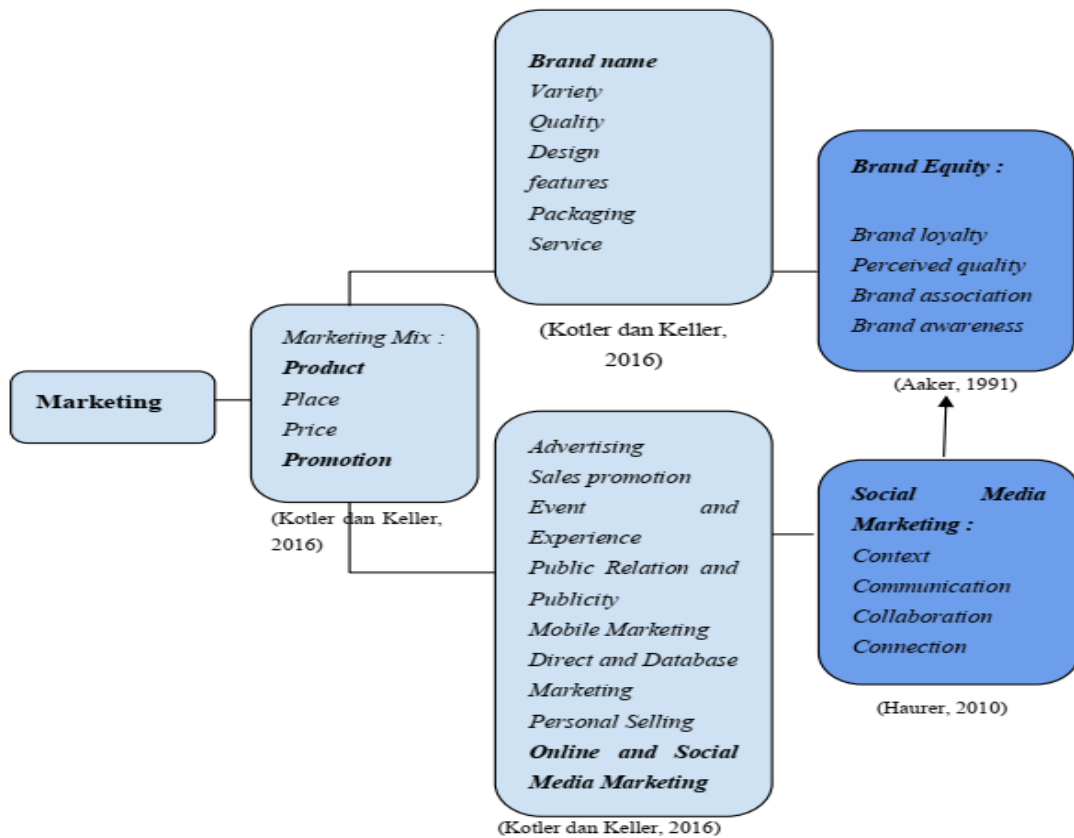 Marketing
Marketing Mix :
Product
Place
Price
Promotion
(Kotler dan Keller,
2016)
Brand name
Variety
Quality
Design
features
Packaging
Service
(Kotler dan Keller,
2016)
Brand Equity :
Brand loyalty
Perceived quality
Brand association
Brand awareness
(Aaker, 1991)
Advertising
Sales promotion
Event and
Experience
Public Relation and
Publicity
Mobile Marketing
Direct and Database
Marketing
Personal Selling
Online and Social
Media Marketing
(Kotler dan Keller, 2016)
Social Media
Marketing :
Context
Communication
Collaboration
Connection
(Haurer, 2010)